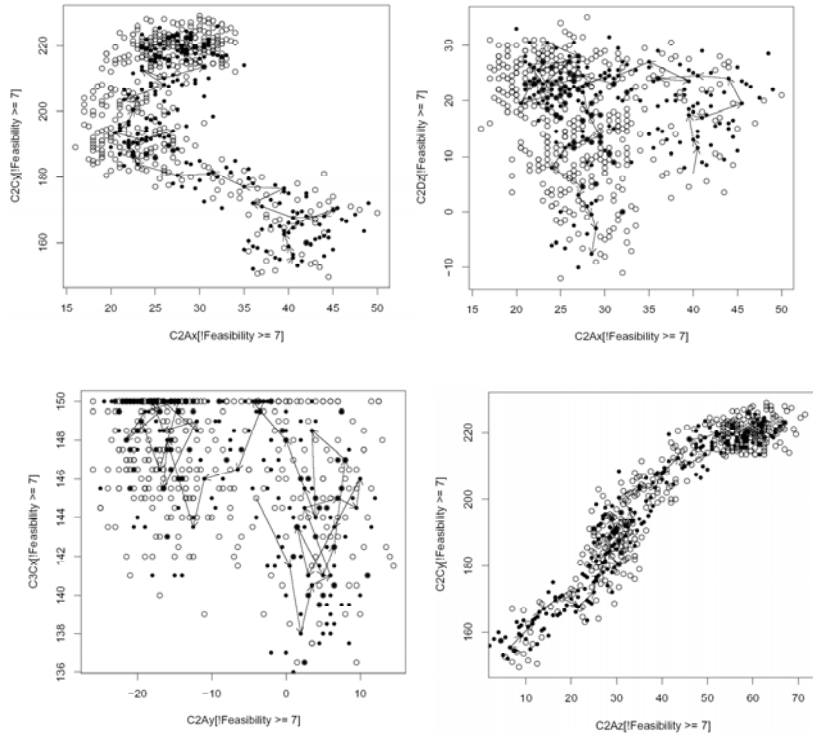 220
200
180
160
C2Cy[!Feasibility >= 7]
15 20 25 30 35 40 45 50
C2Ax[!Feasibility >= 7]
30
20
10
0
−10
C2Dz[!Feasibility >= 7]
15 20 25 30 35 40 45 50
C2Ax[!Feasibility >= 7]
150
148
146
144
142
140
138
136
C3Cx[!Feasibility >= 7]
−20 −10 0 10
C2Ay[!Feasibility >= 7]
220
200
180
160
C2Cy[!Feasibility >= 7]
10 20 30 40 50 60 70
C2Az[!Feasibility >= 7]